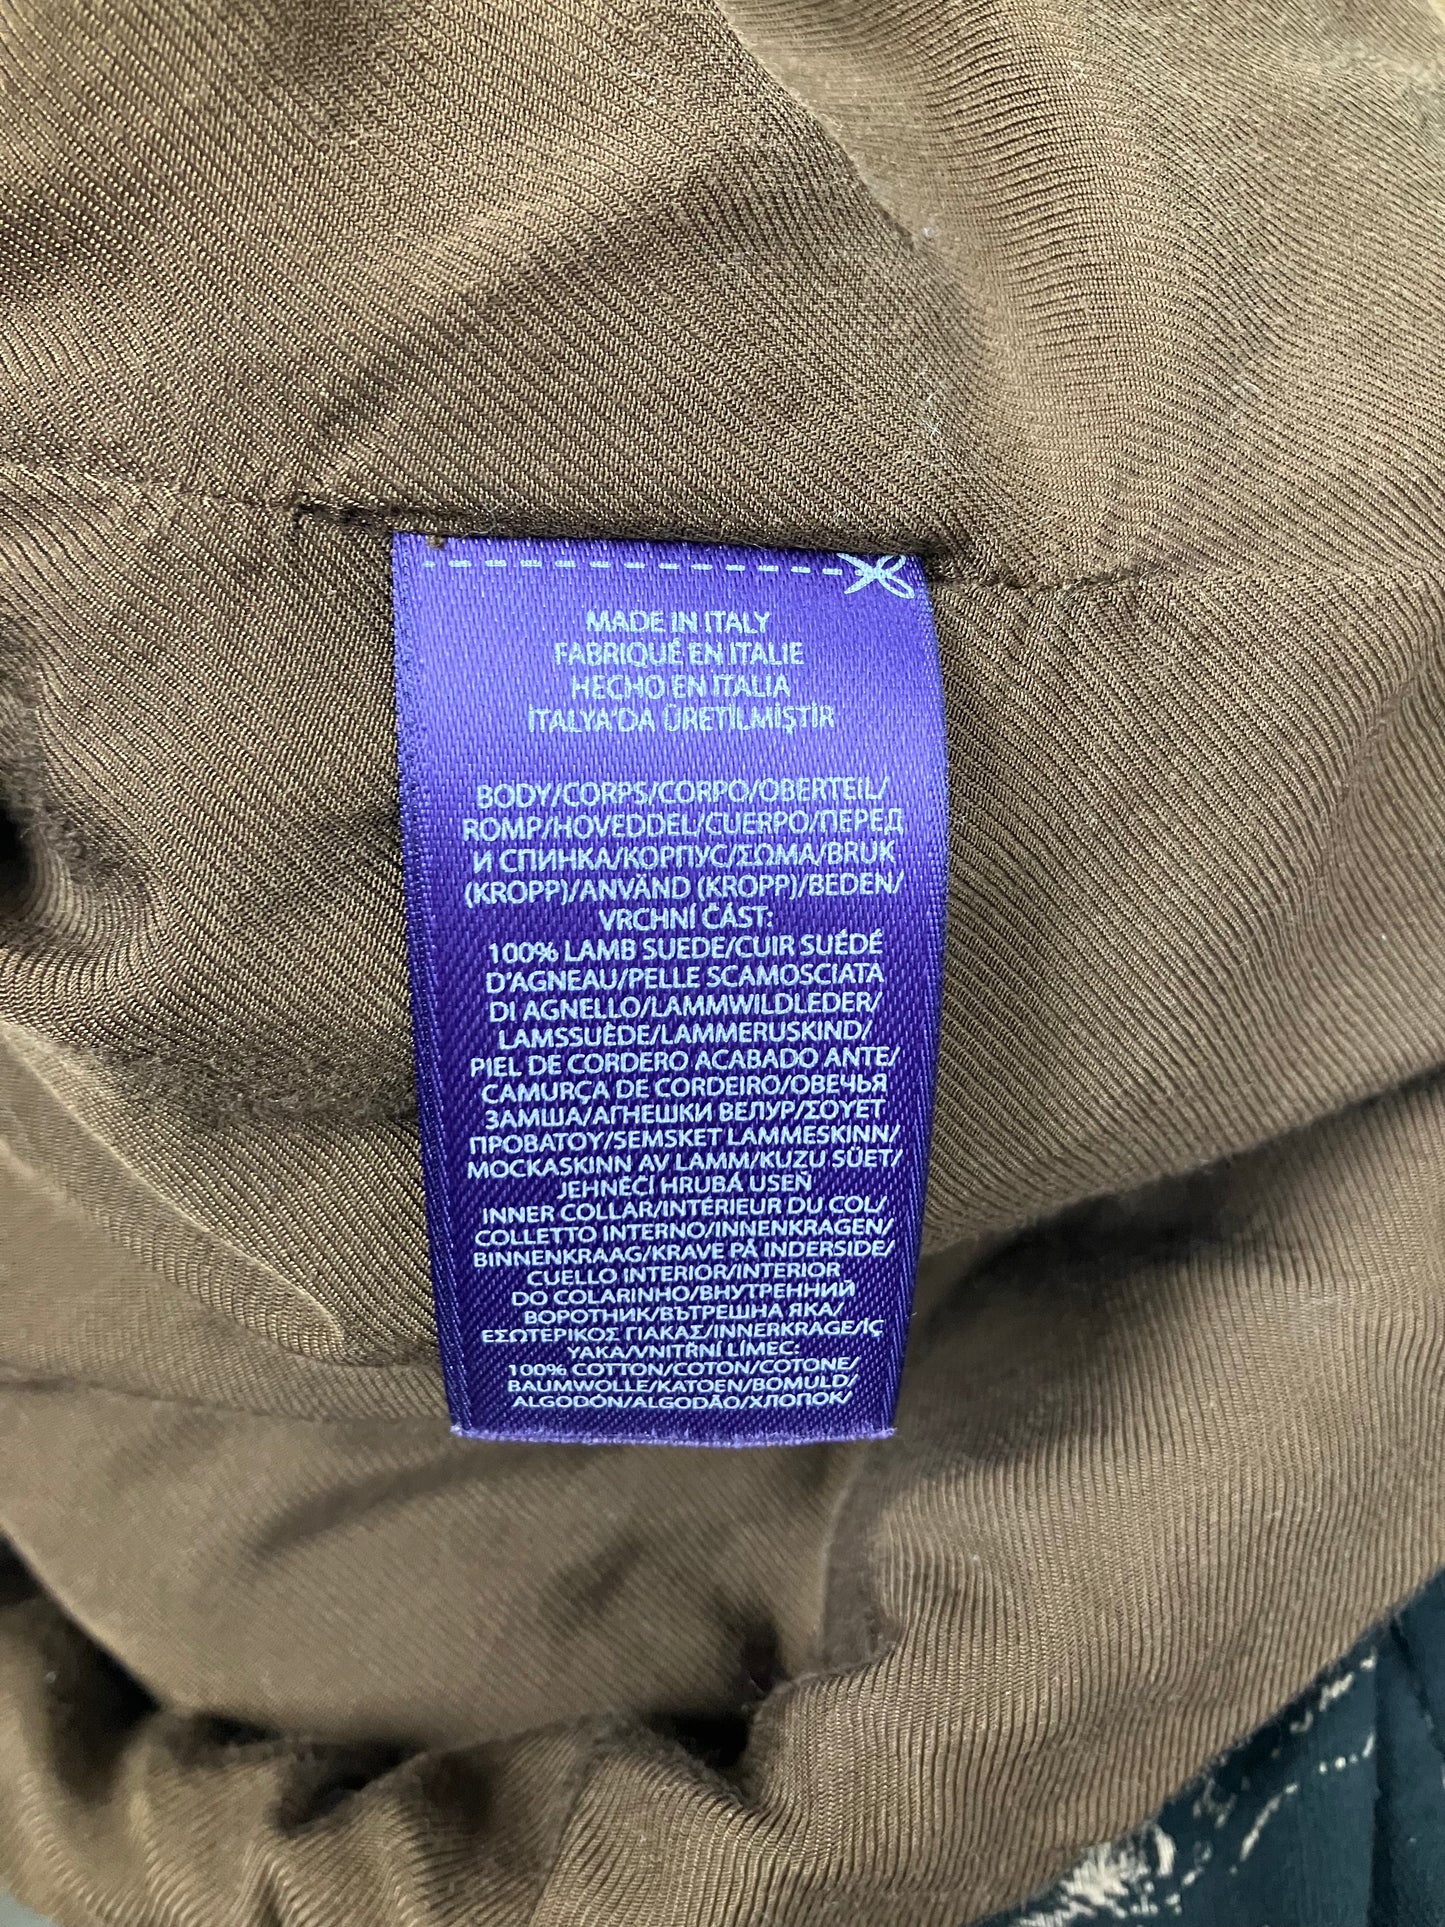 MADE IN ITALY
FABRIQUÉ EN ITALIE
HECHO EN ITALIA
İTALYA'DA ÜRETİLMİŞTİR
BODY/CORPS/CORPO/OBERTEIL/
ROMP/HOVEDDEL/CUERPO/ПЕРЕД
И СПИНКА/КОРПУС/ΣΩΜΑ/BRUK
(KROPP)/ANVÄND (KROPP)/BEDEN/
VRCHNÍ ČÁST:
100% LAMB SUEDE/CUIR SUÉDÉ
D'AGNEAU/PELLE SCAMOSCIATA
DI AGNELLO/LAMMWILDLEDER/
LAMSSUÈDE/LAMMERUSKIND/
PIEL DE CORDERO ACABADO ANTE/
CAMURÇA DE CORDEIRO/ОВЕЧЬЯ
ЗАМША/АГНЕШКИ ВЕЛУР/ΣΟΥΕΤ
ΠΡΟΒΑΤΟΥ/SEMSKET LAMMESKINN/
MOCKASKINN AV LAMM/KUZU SÜET/
JEHNĚČÍ HRUBÁ USEŇ
INNER COLLAR/INTÉRIEUR DU COL/
COLLETTO INTERNO/INNENKRAGEN/
BINNENKRAAG/KRAVE PÅ INDERSIDE/
CUELLO INTERIOR/INTERIOR
DO COLARINHO/ВНУТРЕННИЙ
ВОРОТНИК/ВЪТРЕШНА ЯКА/
ΕΣΩΤΕΡΙΚΟΣ ΓΙΑΚΑΣ/INNERKRAGE/İÇ
YAKA/VNITŘNÍ LÍMEC:
100% COTTON/COTON/COTONE/
BAUMWOLLE/KATOEN/BOMULD/
ALGODÓN/ALGODÃO/ХЛОПОК/